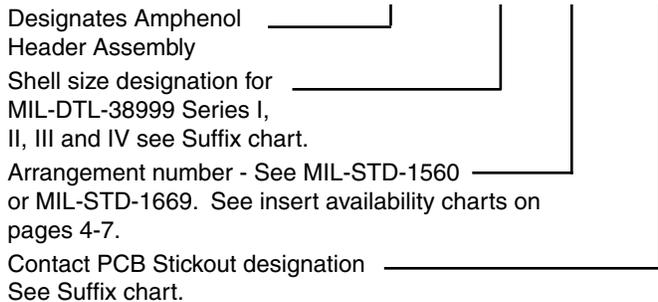 Designates Amphenol
Header Assembly
Shell size designation for
MIL-DTL-38999 Series I,
II, III and IV see Suffix chart.
Arrangement number - See MIL-STD-1560
or MIL-STD-1669.  See insert availability charts on
pages 4-7.
Contact PCB Stickout designation
See Suffix chart.